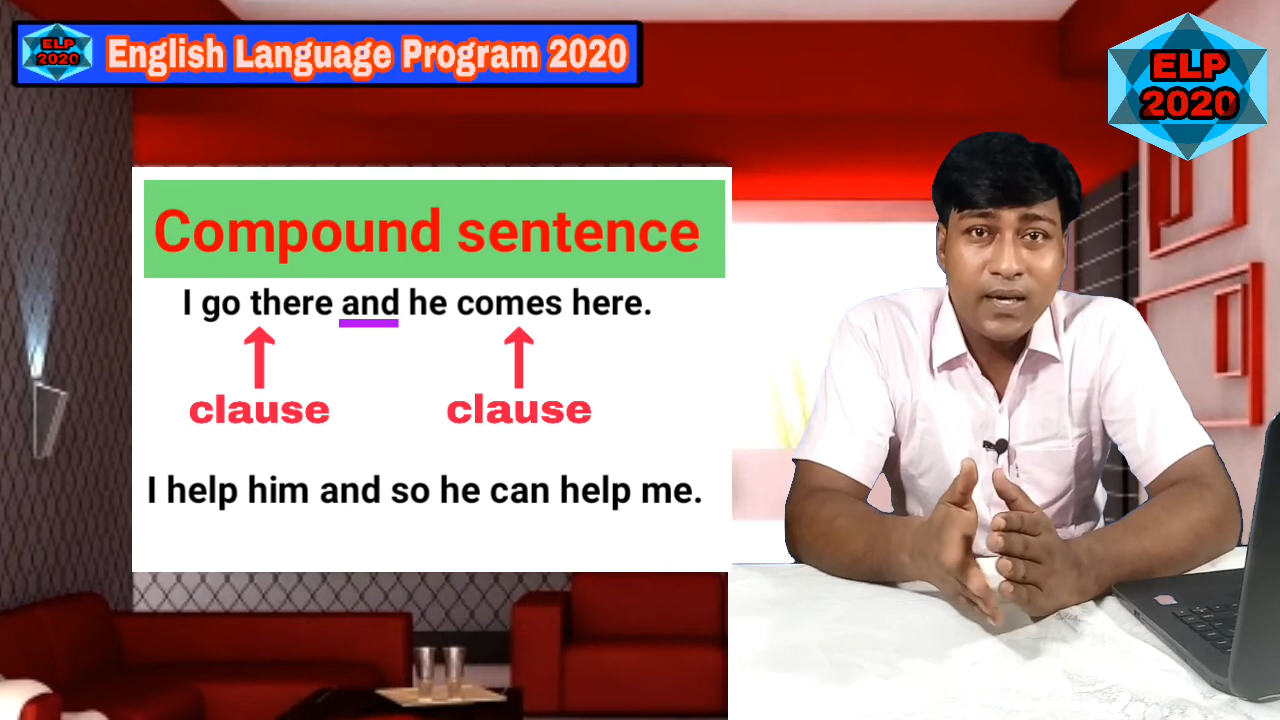 ELP
2020
English Language Program 2020
ELP
2020
Compound sentence
I go there and he comes here.
clause clause
I help him and so he can help me.